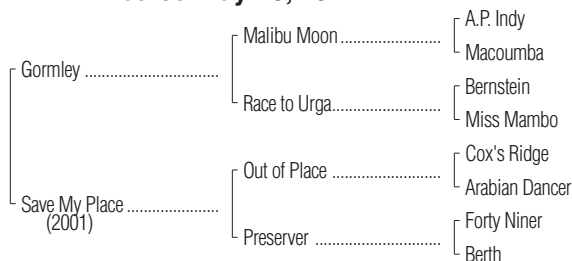 A.P. Indy
Malibu Moon
Macoumba
Gormley
Bernstein
Race to Urga
Miss Mambo
Cox's Ridge
Out of Place
Arabian Dancer
Save My Place
(2001)
Forty Niner
Preserver
Berth